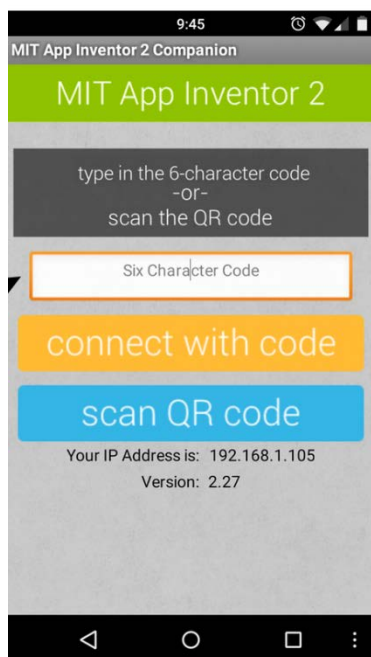 9:45
MIT App Inventor 2 Companion
MIT App Inventor 2
type in the 6-character code
-or-
scan the QR code
Six Character Code
connect with code
scan QR code
Your IP Address is: 192.168.1.105
Version: 2.27